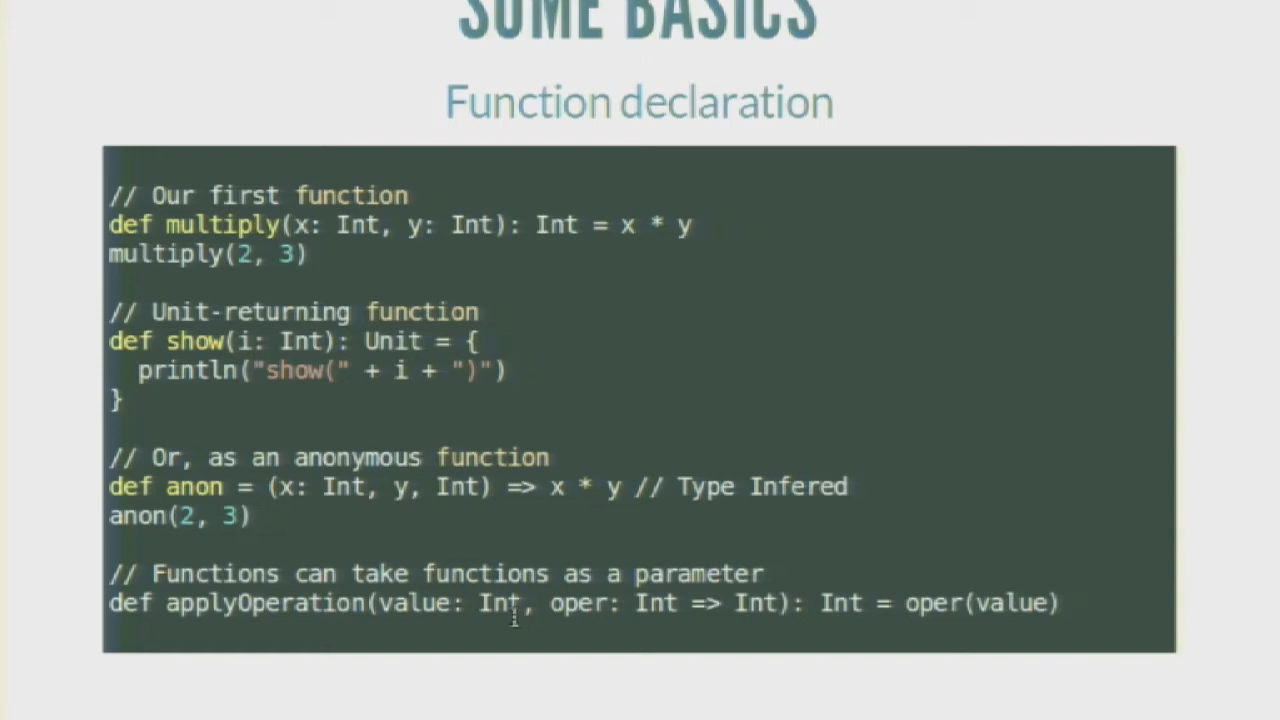 SOME BASICS
Function declaration
// Our first function
def multiply(x: Int, y: Int): Int = x * y
multiply(2, 3)
// Unit-returning function
def show(i: Int): Unit = {
  println("show(" + i + ")")
}
// Or, as an anonymous function
def anon = (x: Int, y, Int) => x * y // Type Infered
anon(2, 3)
// Functions can take functions as a parameter
def applyOperation(value: Int, oper: Int => Int): Int = oper(value)